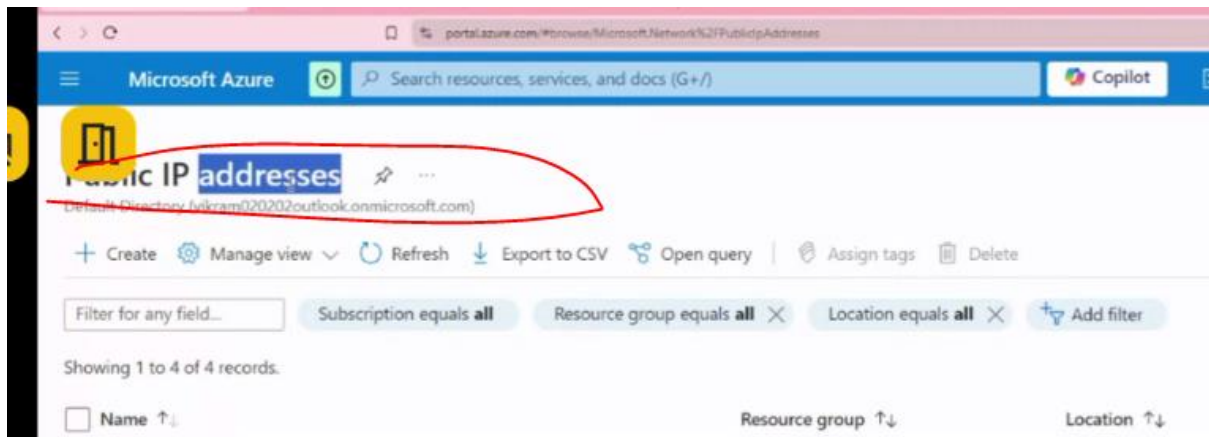 portal.azure.com/#browse/Microsoft.Network%2FPublicIpAddresses
Microsoft Azure
Search resources, services, and docs (G+/)
Copilot
Public IP addresses
Default Directory (vikram020202outlook.onmicrosoft.com)
+ Create Manage view Refresh Export to CSV Open query Assign tags Delete
Filter for any field... Subscription equals all Resource group equals all Location equals all Add filter
Showing 1 to 4 of 4 records.
Name Resource group Location